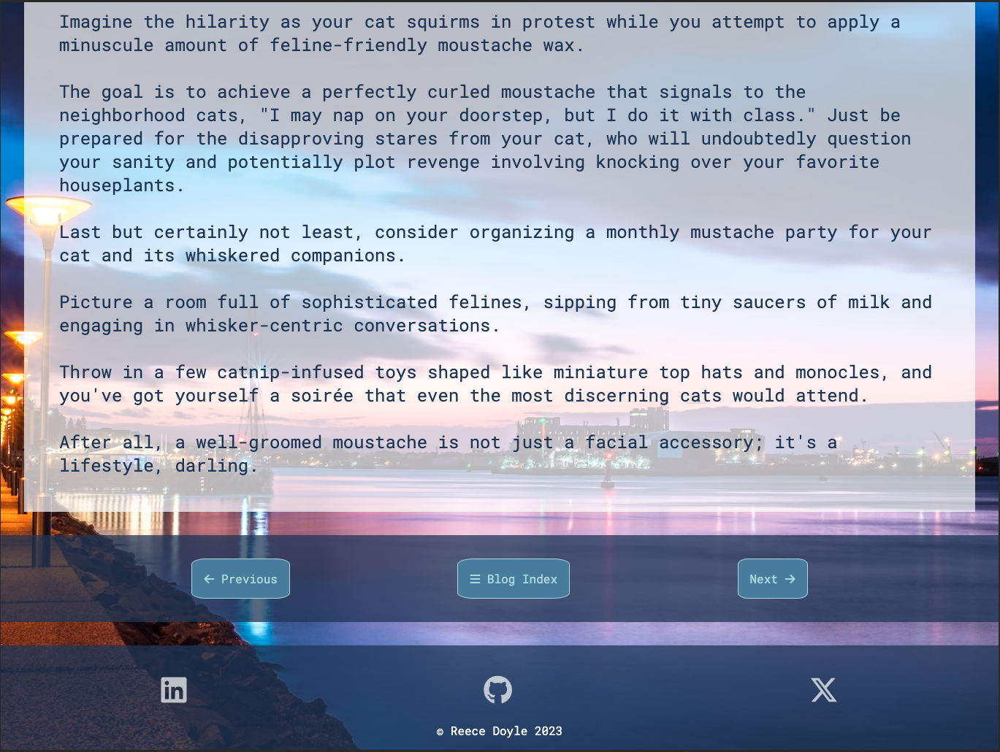 Imagine the hilarity as your cat squirms in protest while you attempt to apply a
minuscule amount of feline-friendly moustache wax.
The goal is to achieve a perfectly curled moustache that signals to the
neighborhood cats, "I may nap on your doorstep, but I do it with class." Just be
prepared for the disapproving stares from your cat, who will undoubtedly question
your sanity and potentially plot revenge involving knocking over your favorite
houseplants.
Last but certainly not least, consider organizing a monthly mustache party for your
cat and its whiskered companions.
Picture a room full of sophisticated felines, sipping from tiny saucers of milk and
engaging in whisker-centric conversations.
Throw in a few catnip-infused toys shaped like miniature top hats and monocles, and
you've got yourself a soirée that even the most discerning cats would attend.
After all, a well-groomed moustache is not just a facial accessory; it's a
lifestyle, darling.
← Previous
☰ Blog Index
Next →
in
X
© Reece Doyle 2023